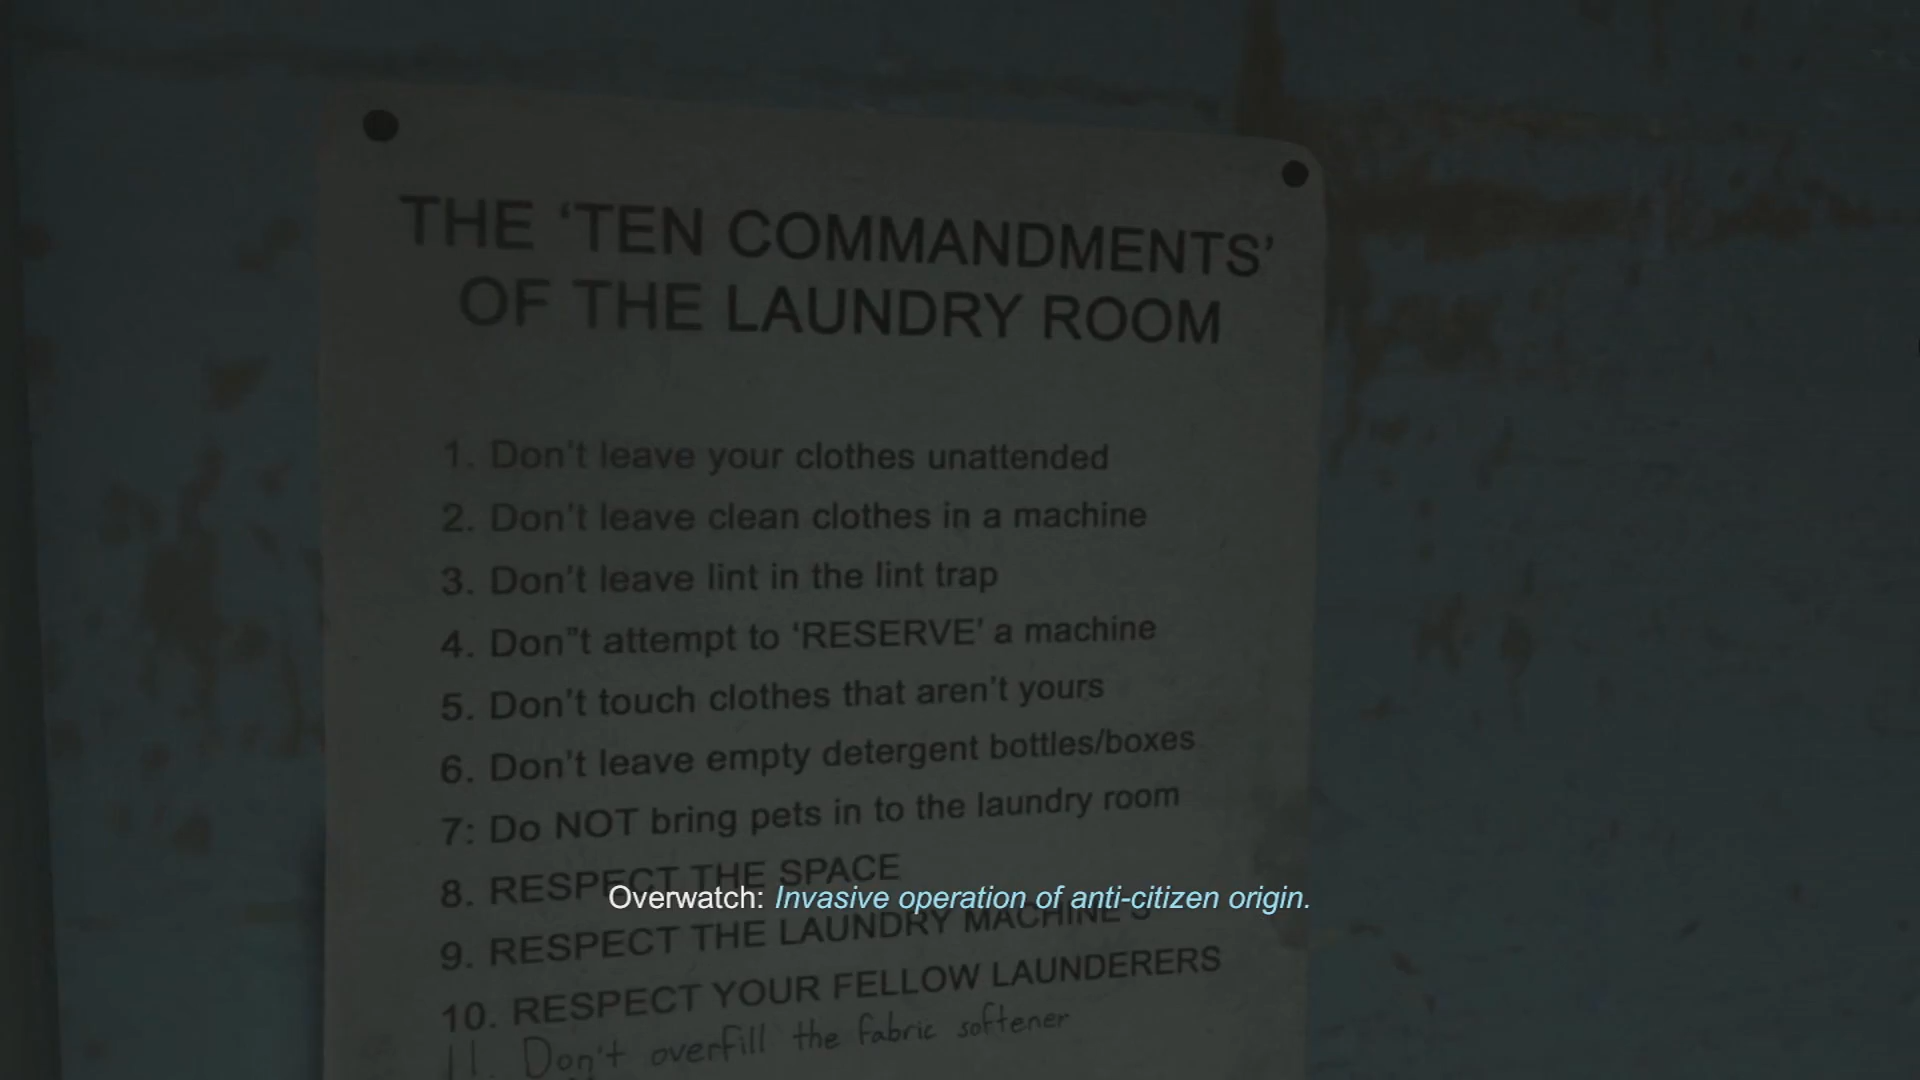 THE ‘TEN COMMANDMENTS’
OF THE LAUNDRY ROOM
1. Don't leave your clothes unattended
2. Don't leave clean clothes in a machine
3. Don't leave lint in the lint trap
4. Don"t attempt to ‘RESERVE’ a machine
5. Don't touch clothes that aren't yours
6. Don't leave empty detergent bottles/boxes
7: Do NOT bring pets in to the laundry room
8. RESPECT THE SPACE
Overwatch: Invasive operation of anti-citizen origin.
9. RESPECT THE LAUNDRY MACHINE'S
10. RESPECT YOUR FELLOW LAUNDERERS
11. Don't overfill the fabric softener